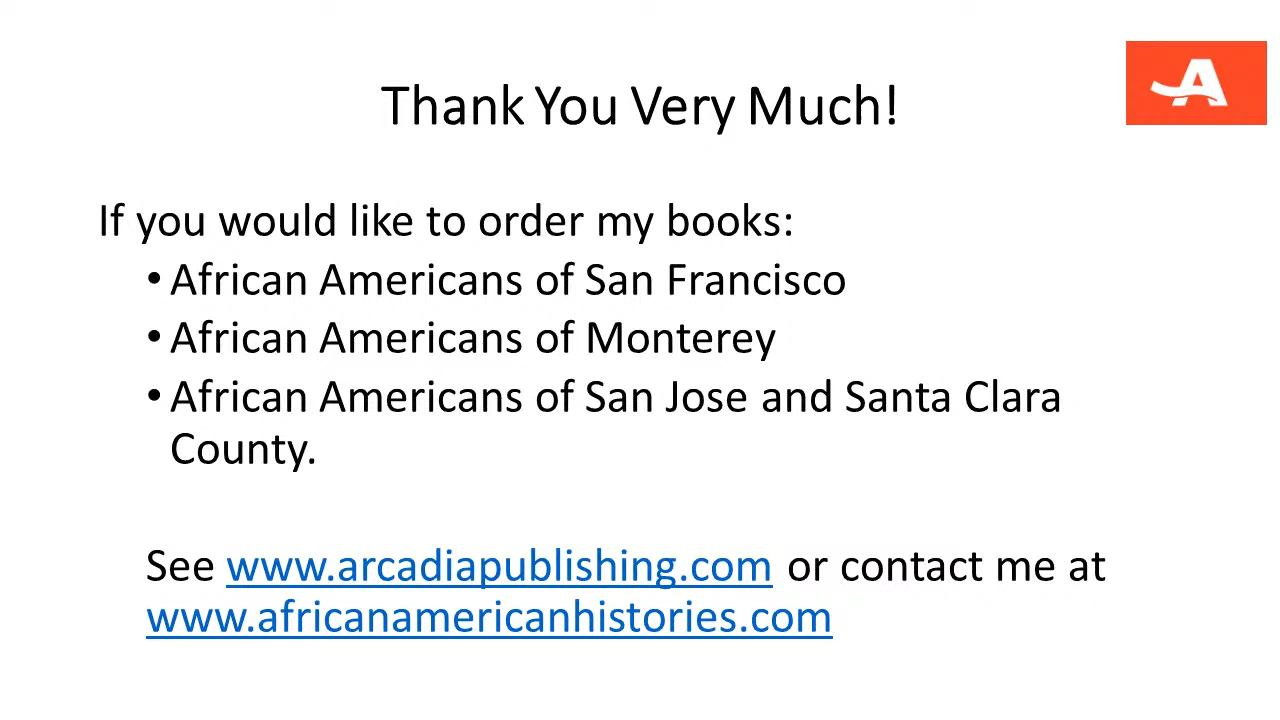 Thank You Very Much!
If you would like to order my books:
• African Americans of San Francisco
• African Americans of Monterey
• African Americans of San Jose and Santa Clara
County.
See www.arcadiapublishing.com or contact me at
www.africanamericanhistories.com